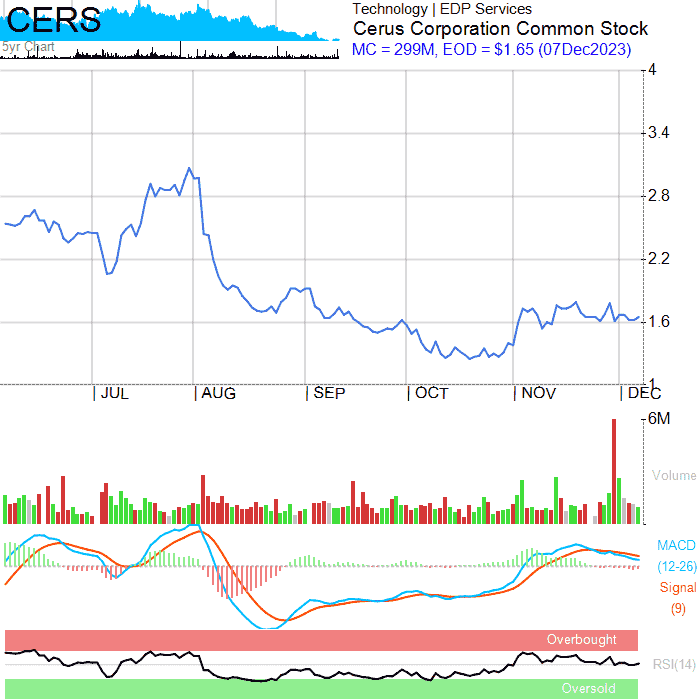 CERS
5yr Chart
Technology | EDP Services
Cerus Corporation Common Stock
MC = 299M, EOD = $1.65 (07Dec2023)
4
3.4
2.8
2.2
1.6
1
JUL AUG SEP OCT NOV DEC
6M
Volume
MACD
(12-26)
Signal
(9)
Overbought
RSI(14)
Oversold